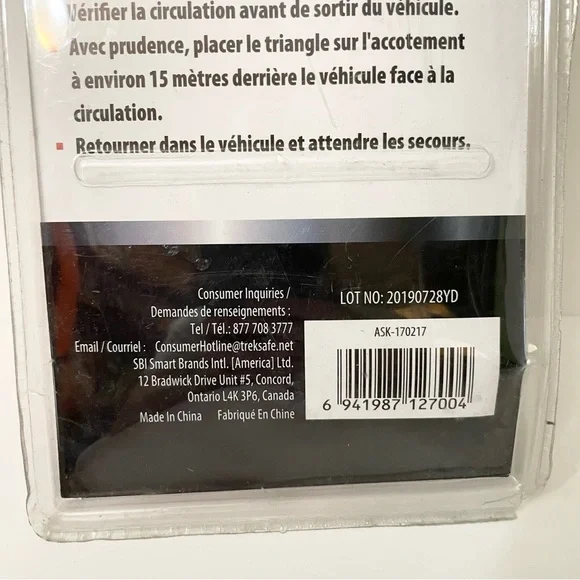 Vérifier la circulation avant de sortir du véhicule.
Avec prudence, placer le triangle sur l'accotement
à environ 15 mètres derrière le véhicule face à la
circulation.
Retourner dans le véhicule et attendre les secours.
Consumer Inquiries /
Demandes de renseignements :
Tel / Tél.: 877 708 3777
Email / Courriel : ConsumerHotline@treksafe.net
SBI Smart Brands Intl. [America] Ltd.
12 Bradwick Drive Unit #5, Concord,
Ontario L4K 3P6, Canada
Made In China Fabriqué En Chine
LOT NO: 20190728YD
ASK-170217
6 941987 127004